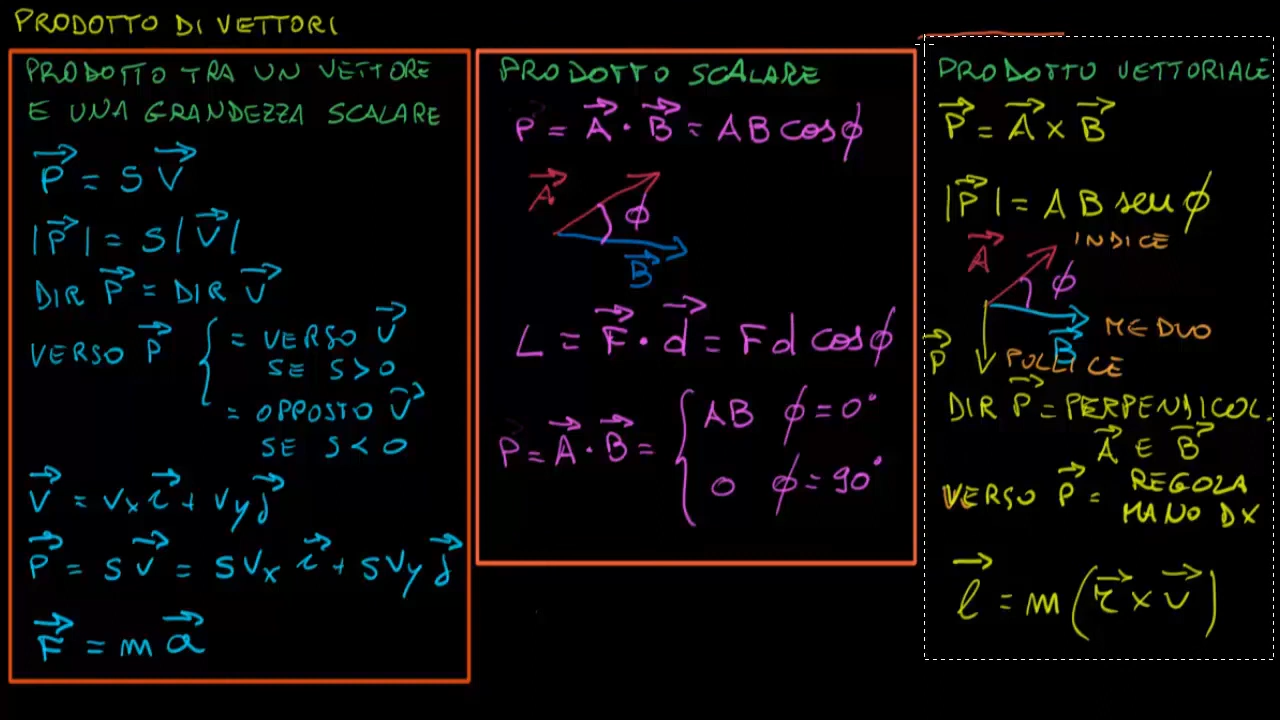 PRODOTTO DI VETTORI
PRODOTTO TRA UN VETTORE
E UNA GRANDEZZA SCALARE
P⃗ = S V⃗
|P⃗| = S |V⃗|
DIR P⃗ = DIR V⃗
VERSO P⃗ { = VERSO V⃗
SE S > 0
= OPPOSTO V⃗
SE S < 0
V⃗ = Vx i⃗ + Vy j⃗
P⃗ = S V⃗ = S Vx i⃗ + S Vy j⃗
F⃗ = m a⃗
PRODOTTO SCALARE
P = A⃗ · B⃗ = A B cos ϕ
A⃗
ϕ
B⃗
L = F⃗ · d⃗ = F d cos ϕ
P = A⃗ · B⃗ = { AB ϕ = 0°
0 ϕ = 90°
PRODOTTO VETTORIALE
P⃗ = A⃗ × B⃗
|P⃗| = A B sen ϕ
A⃗ INDICE
ϕ
B⃗ MEDIO
P⃗ POLLICE
DIR P⃗ = PERPENDICOL.
A⃗ E B⃗
VERSO P⃗ = REGOLA
MANO DX
l⃗ = m (r⃗ × v⃗)